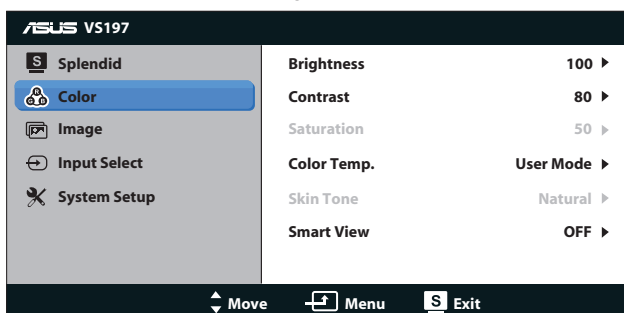 ASUS VS197
S Splendid
Color
Image
Input Select
System Setup
Brightness 100
Contrast 80
Saturation 50
Color Temp. User Mode
Skin Tone Natural
Smart View OFF
Move Menu S Exit